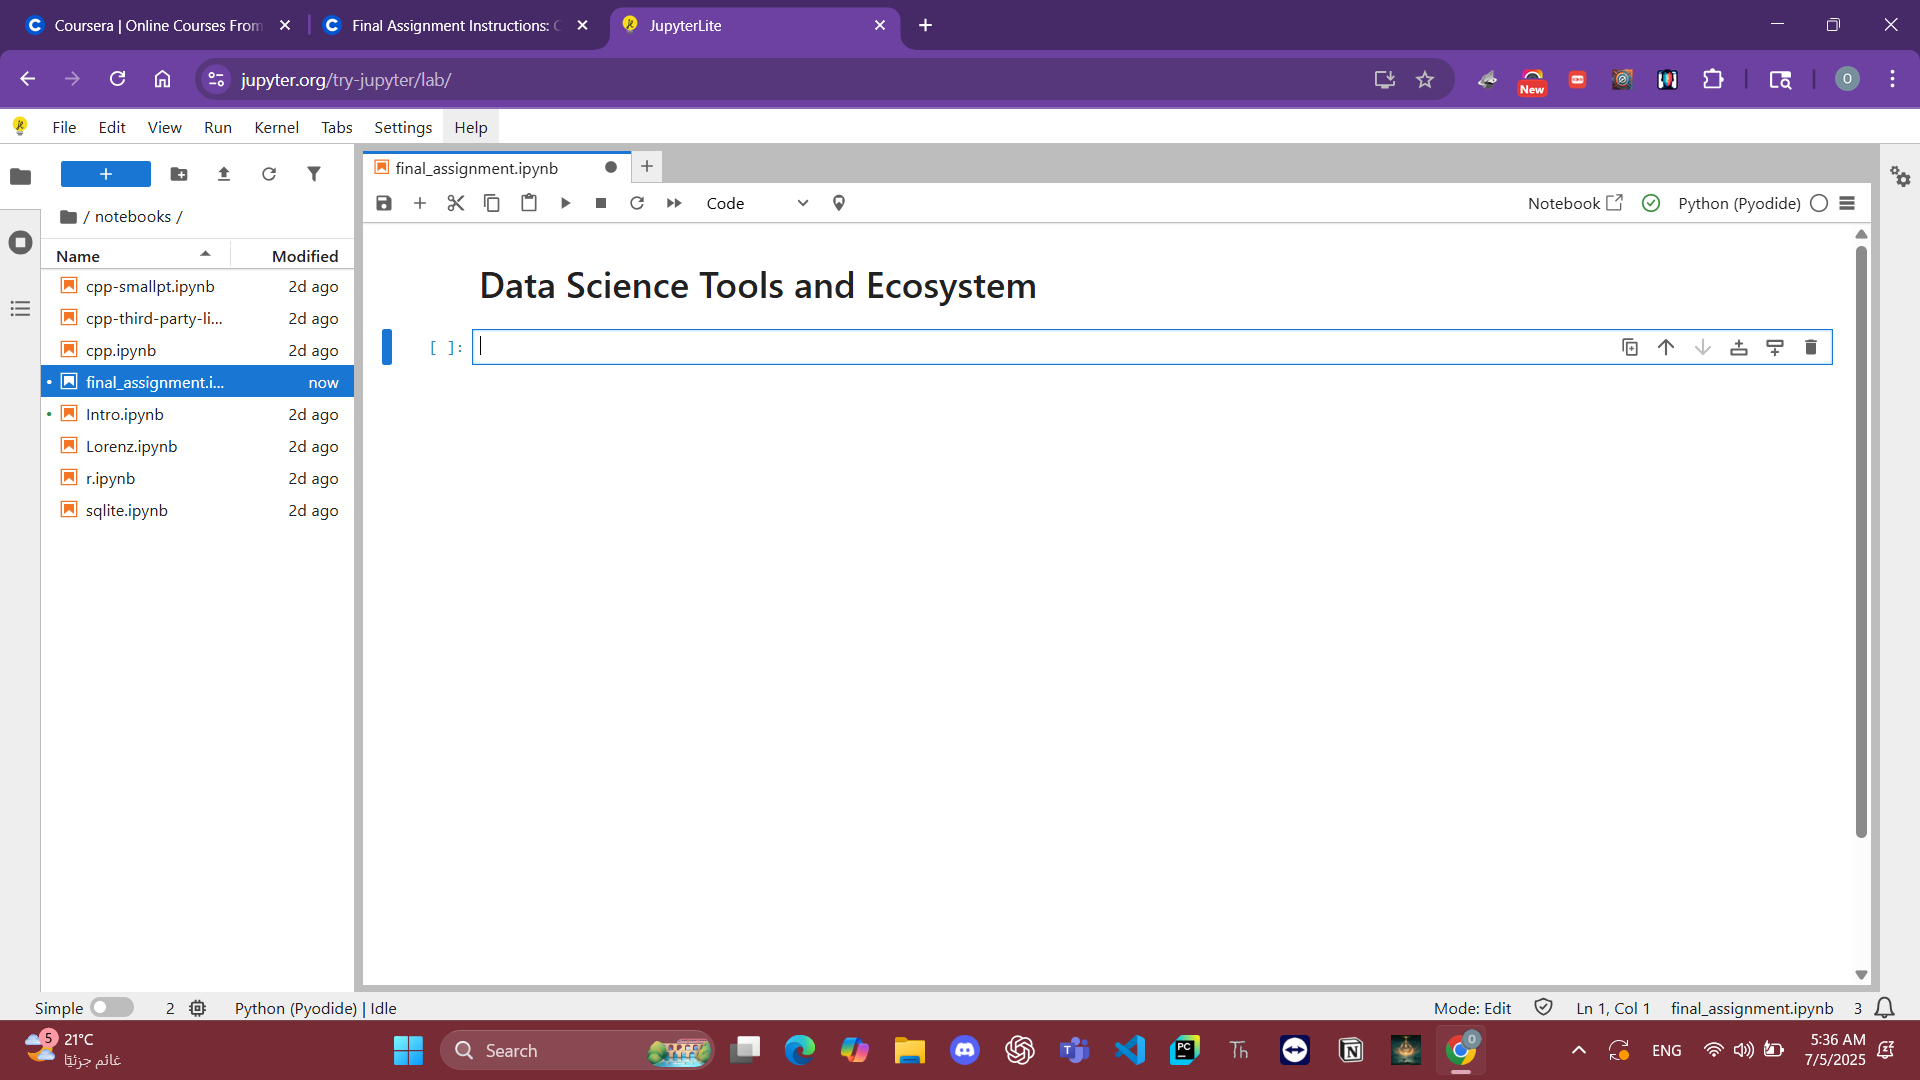 Coursera | Online Courses From
Final Assignment Instructions: C
JupyterLite
jupyter.org/try-jupyter/lab/
New
O
File Edit View Run Kernel Tabs Settings Help
final_assignment.ipynb
Code
Notebook
Python (Pyodide)
/ notebooks /
Name Modified
cpp-smallpt.ipynb 2d ago
cpp-third-party-li... 2d ago
cpp.ipynb 2d ago
final_assignment.i... now
Intro.ipynb 2d ago
Lorenz.ipynb 2d ago
r.ipynb 2d ago
sqlite.ipynb 2d ago
Data Science Tools and Ecosystem
[ ]:
Simple 2 Python (Pyodide) | Idle
Mode: Edit Ln 1, Col 1 final_assignment.ipynb 3
5 21°C
غائم جزئيًا
Search
PC
Th
ENG
5:36 AM
7/5/2025